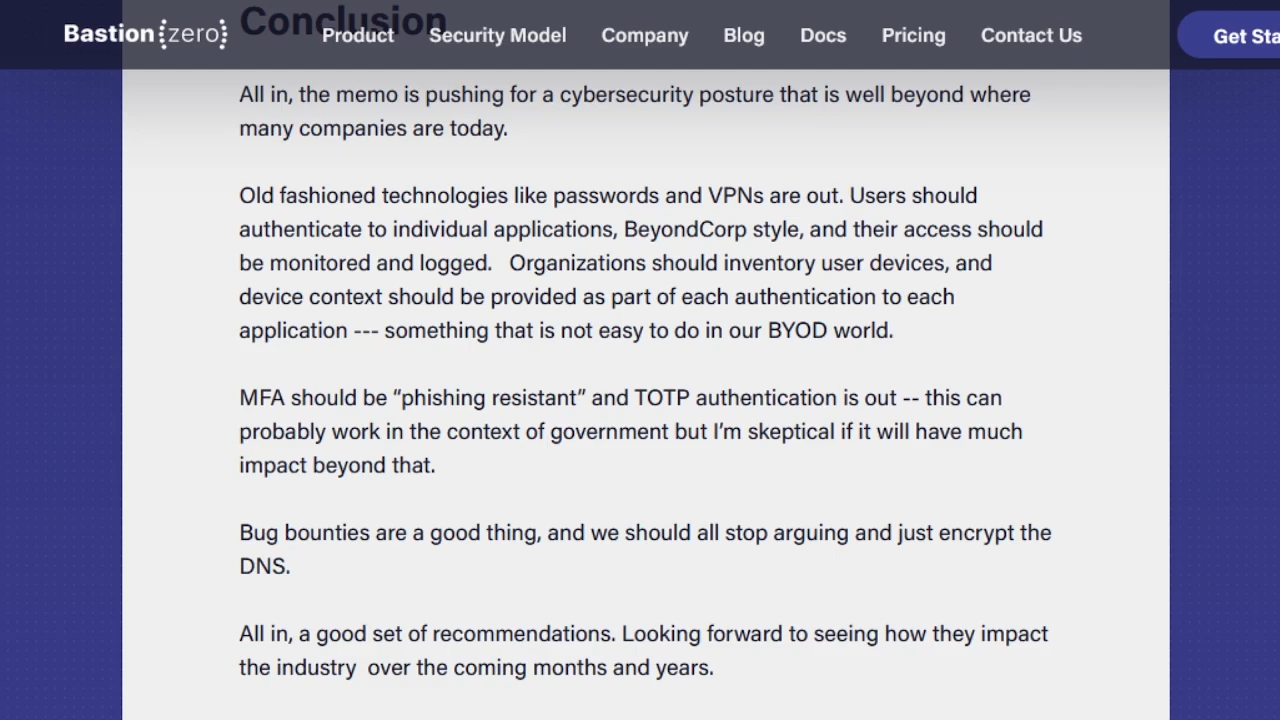 Conclusion
Bastion{zero} Product Security Model Company Blog Docs Pricing Contact Us Get Sta
All in, the memo is pushing for a cybersecurity posture that is well beyond where
many companies are today.
Old fashioned technologies like passwords and VPNs are out. Users should
authenticate to individual applications, BeyondCorp style, and their access should
be monitored and logged.   Organizations should inventory user devices, and
device context should be provided as part of each authentication to each
application --- something that is not easy to do in our BYOD world.
MFA should be “phishing resistant” and TOTP authentication is out -- this can
probably work in the context of government but I’m skeptical if it will have much
impact beyond that.
Bug bounties are a good thing, and we should all stop arguing and just encrypt the
DNS.
All in, a good set of recommendations. Looking forward to seeing how they impact
the industry  over the coming months and years.